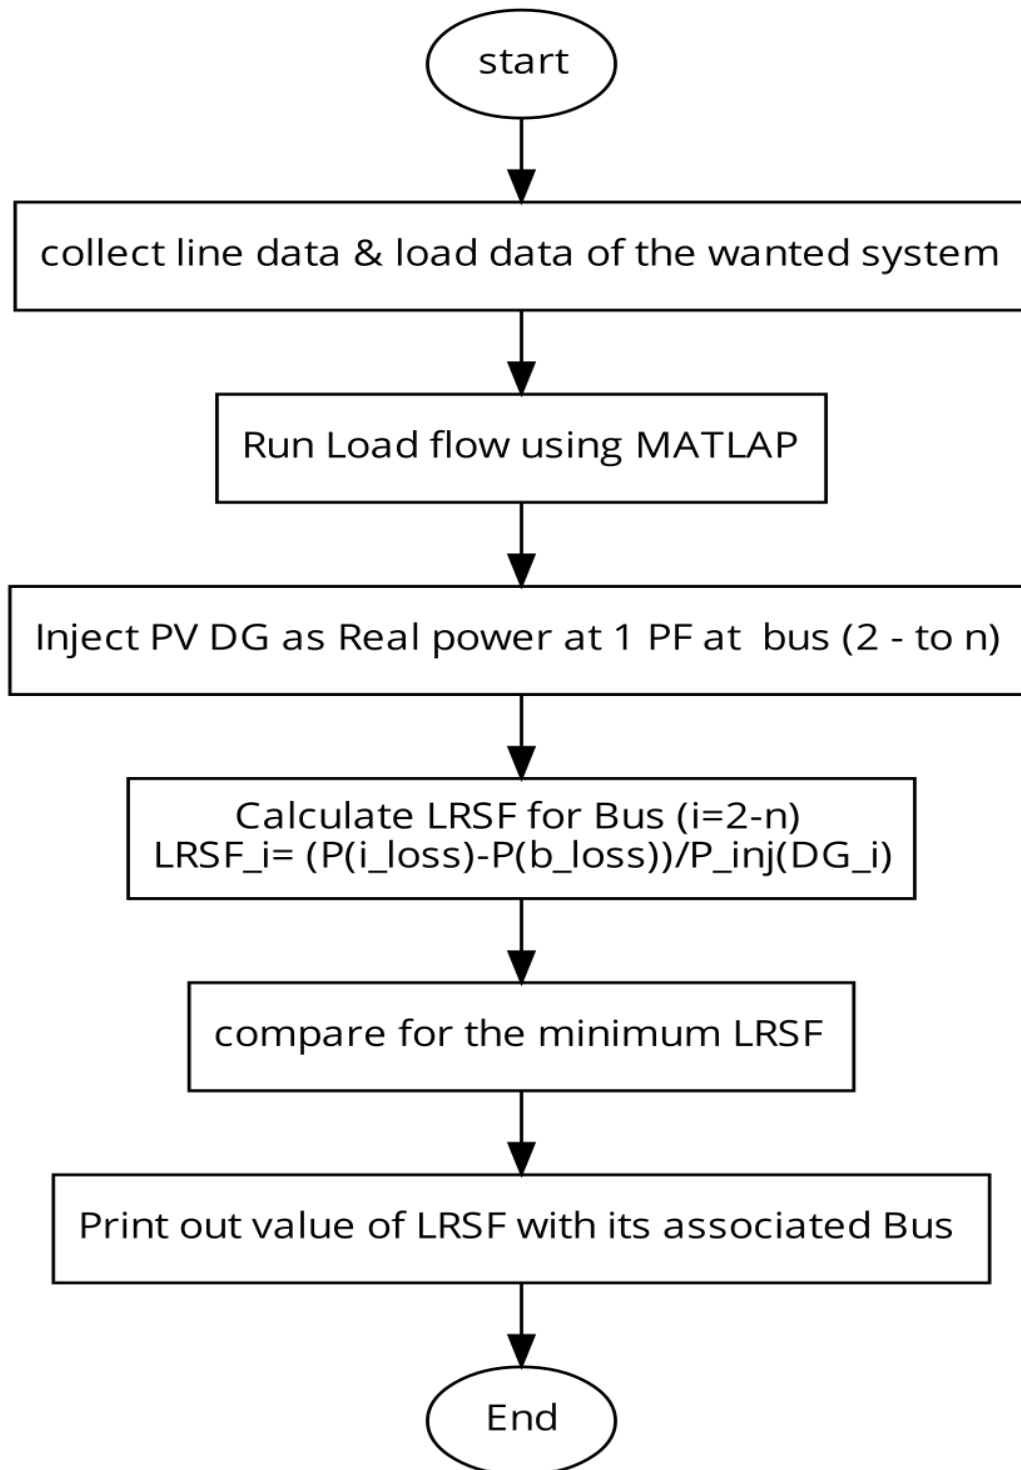 start
collect line data & load data of the wanted system
Run Load flow using MATLAP
Inject PV DG as Real power at 1 PF at  bus (2 - to n)
Calculate LRSF for Bus (i=2-n)
LRSF_i= (P(i_loss)-P(b_loss))/P_inj(DG_i)
compare for the minimum LRSF
Print out value of LRSF with its associated Bus
End